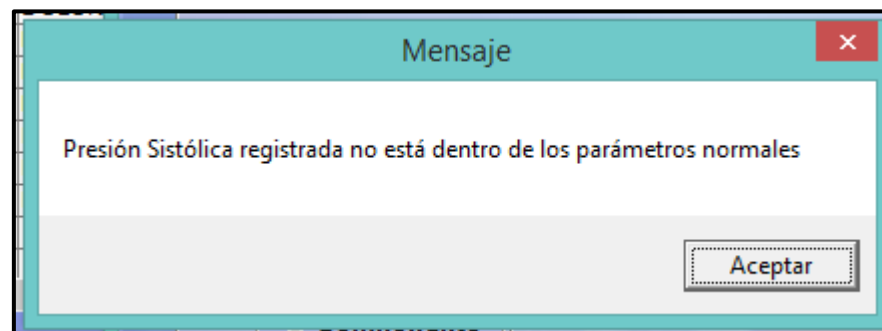 Mensaje
Presión Sistólica registrada no está dentro de los parámetros normales
Aceptar